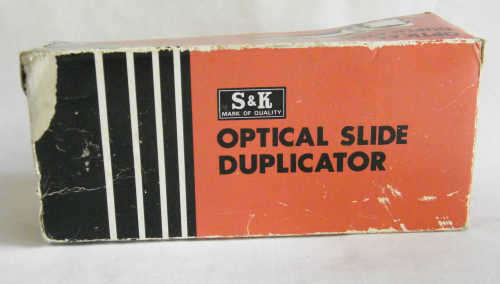 S&K
MARK OF QUALITY
OPTICAL SLIDE
DUPLICATOR